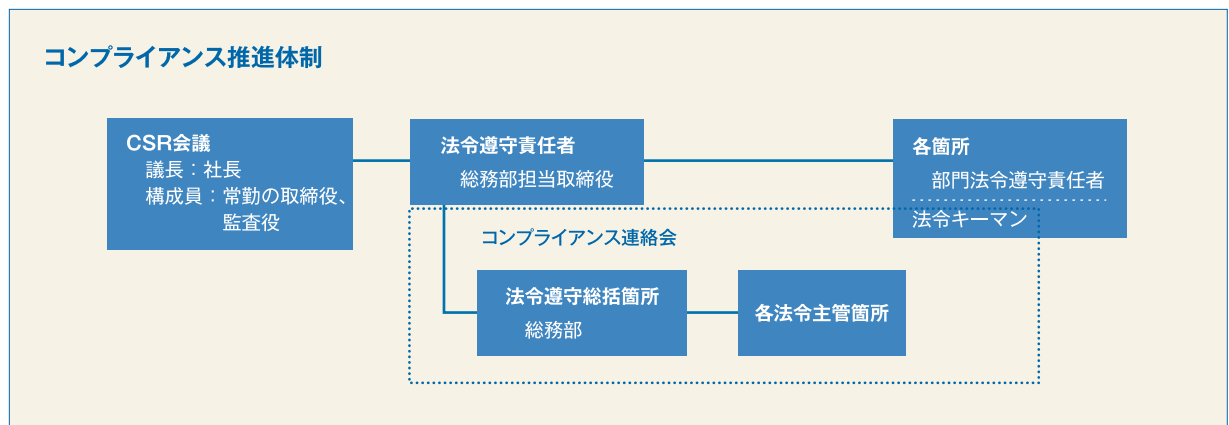 コンプライアンス推進体制
CSR会議
議長：社長
構成員：常勤の取締役、
監査役
法令遵守責任者
総務部担当取締役
各箇所
部門法令遵守責任者
法令キーマン
コンプライアンス連絡会
法令遵守総括箇所
総務部
各法令主管箇所